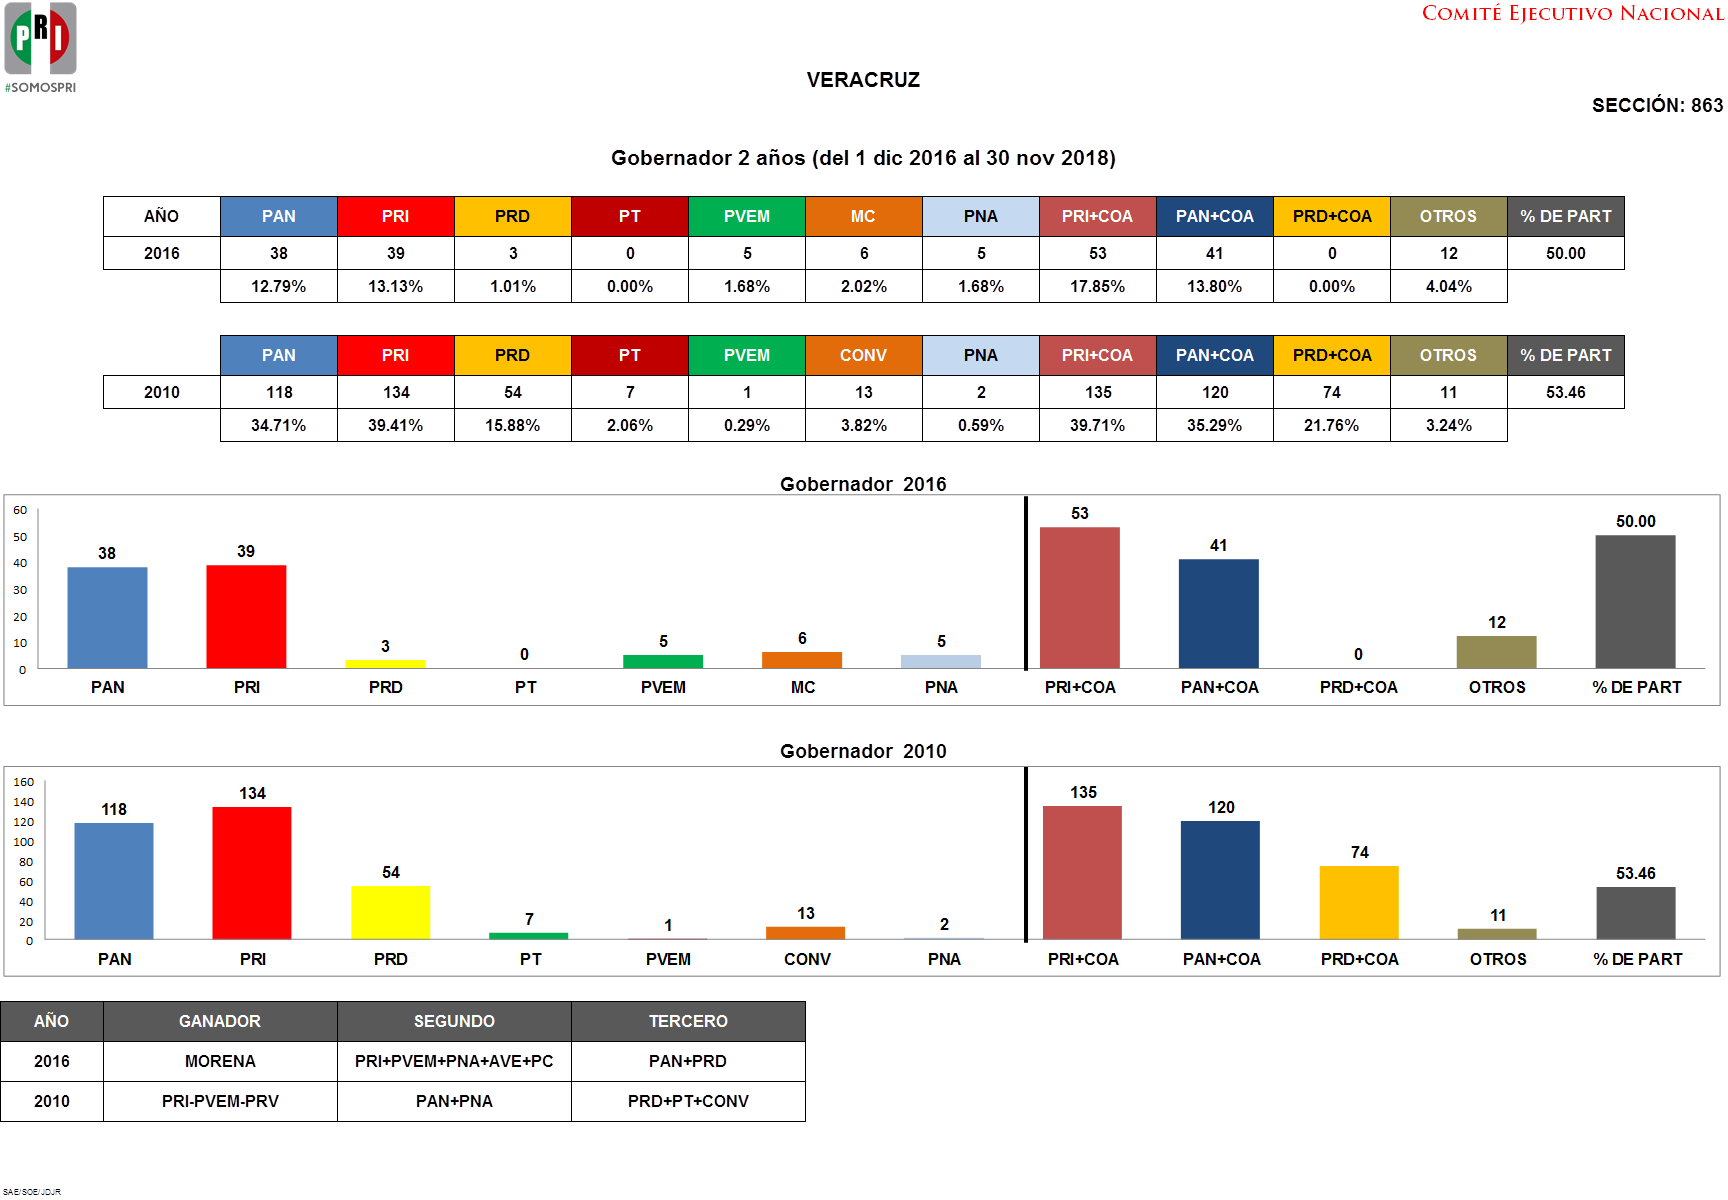 PRI
#SOMOSPRI
COMITÉ EJECUTIVO NACIONAL
VERACRUZ
SECCIÓN: 863
Gobernador 2 años (del 1 dic 2016 al 30 nov 2018)
AÑO PAN PRI PRD PT PVEM MC PNA PRI+COA PAN+COA PRD+COA OTROS % DE PART
2016 38 39 3 0 5 6 5 53 41 0 12 50.00
12.79% 13.13% 1.01% 0.00% 1.68% 2.02% 1.68% 17.85% 13.80% 0.00% 4.04%
PAN PRI PRD PT PVEM CONV PNA PRI+COA PAN+COA PRD+COA OTROS % DE PART
2010 118 134 54 7 1 13 2 135 120 74 11 53.46
34.71% 39.41% 15.88% 2.06% 0.29% 3.82% 0.59% 39.71% 35.29% 21.76% 3.24%
Gobernador 2016
60
50
40
30
20
10
0
38 39 3 0 5 6 5 53 41 0 12 50.00
PAN PRI PRD PT PVEM MC PNA PRI+COA PAN+COA PRD+COA OTROS % DE PART
Gobernador 2010
160
140
120
100
80
60
40
20
0
118 134 54 7 1 13 2 135 120 74 11 53.46
PAN PRI PRD PT PVEM CONV PNA PRI+COA PAN+COA PRD+COA OTROS % DE PART
AÑO GANADOR SEGUNDO TERCERO
2016 MORENA PRI+PVEM+PNA+AVE+PC PAN+PRD
2010 PRI-PVEM-PRV PAN+PNA PRD+PT+CONV
SAE/SOE/JDJR